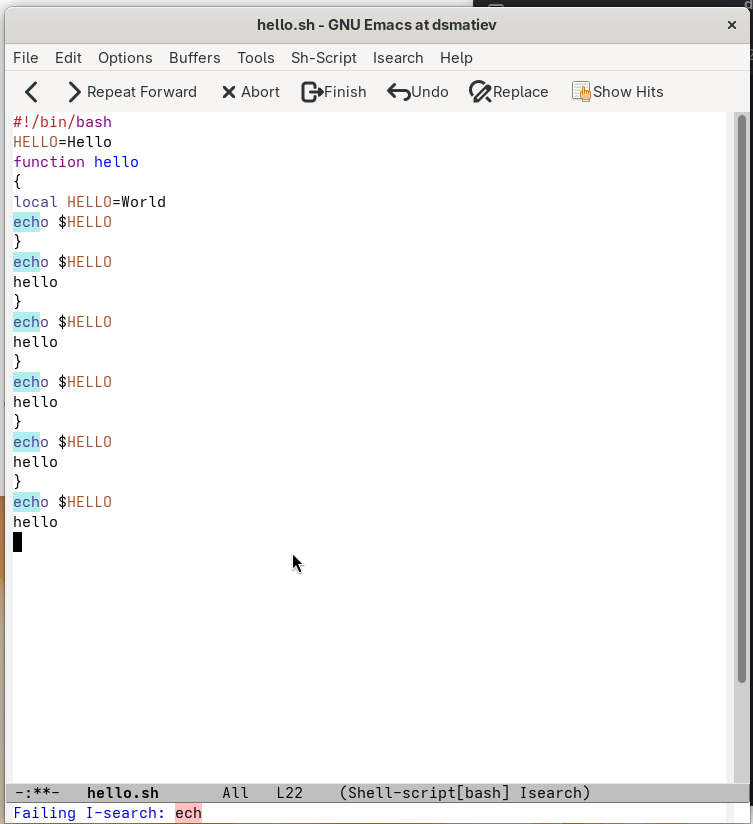 hello.sh - GNU Emacs at dsmatiev
File Edit Options Buffers Tools Sh-Script Isearch Help
Repeat Forward Abort Finish Undo Replace Show Hits
#!/bin/bash
HELLO=Hello
function hello
{
local HELLO=World
echo $HELLO
}
echo $HELLO
hello
}
echo $HELLO
hello
}
echo $HELLO
hello
}
echo $HELLO
hello
}
echo $HELLO
hello
-:**- hello.sh All L22 (Shell-script[bash] Isearch)
Failing I-search: ech